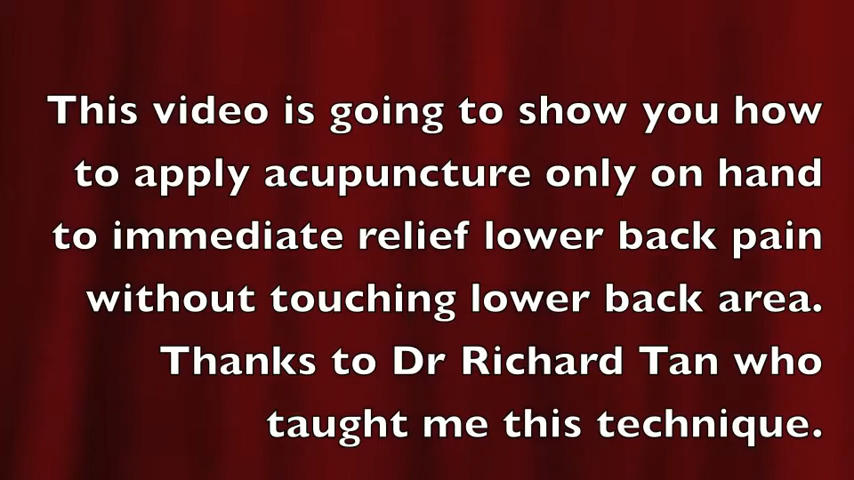 This video is going to show you how
to apply acupuncture only on hand
to immediate relief lower back pain
without touching lower back area.
Thanks to Dr Richard Tan who
taught me this technique.